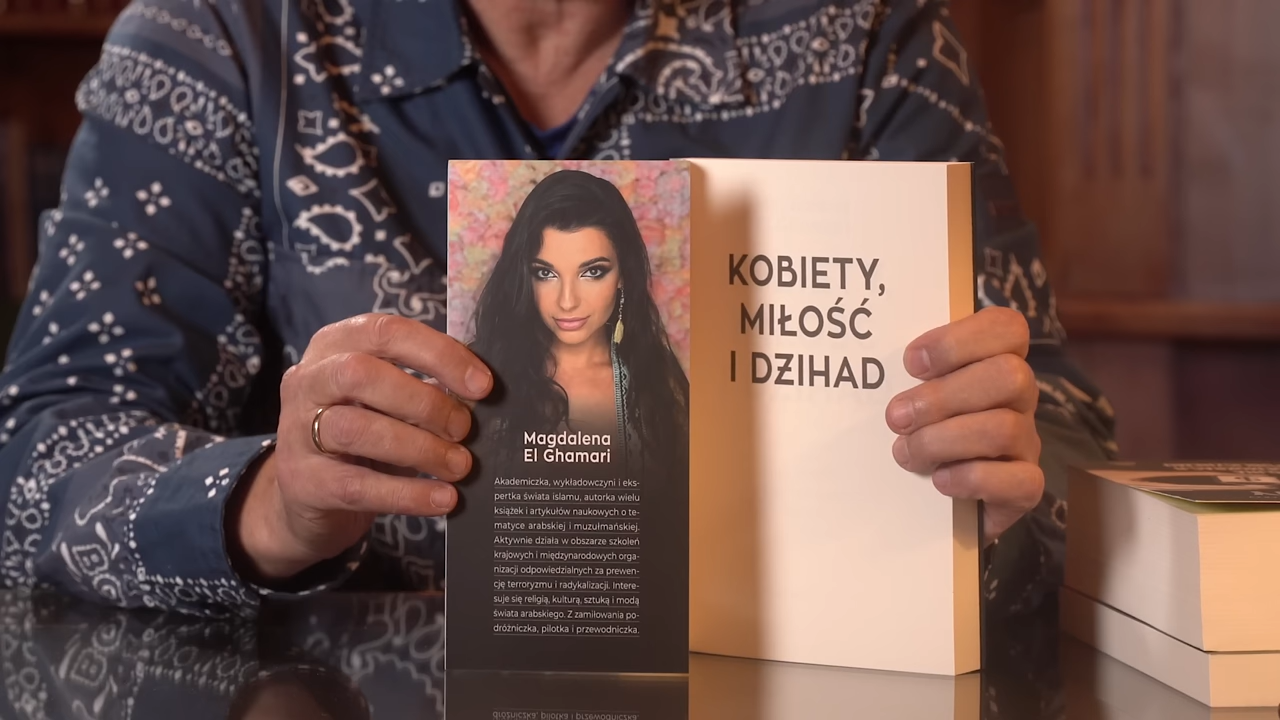 Magdalena
El Ghamari
Akademiczka, wykładowczyni i eks-
pertka świata islamu, autorka wielu
książek i artykułów naukowych o te-
matyce arabskiej i muzułmańskiej.
Aktywnie działa w obszarze szkoleń
krajowych i międzynarodowych orga-
nizacji odpowiedzialnych za prewen-
cję terroryzmu i radykalizacji. Intere-
suje się religią, kulturą, sztuką i modą
świata arabskiego. Z zamiłowania po-
dróżniczka, pilotka i przewodniczka.
KOBIETY,
MIŁOŚĆ
I DŻIHAD